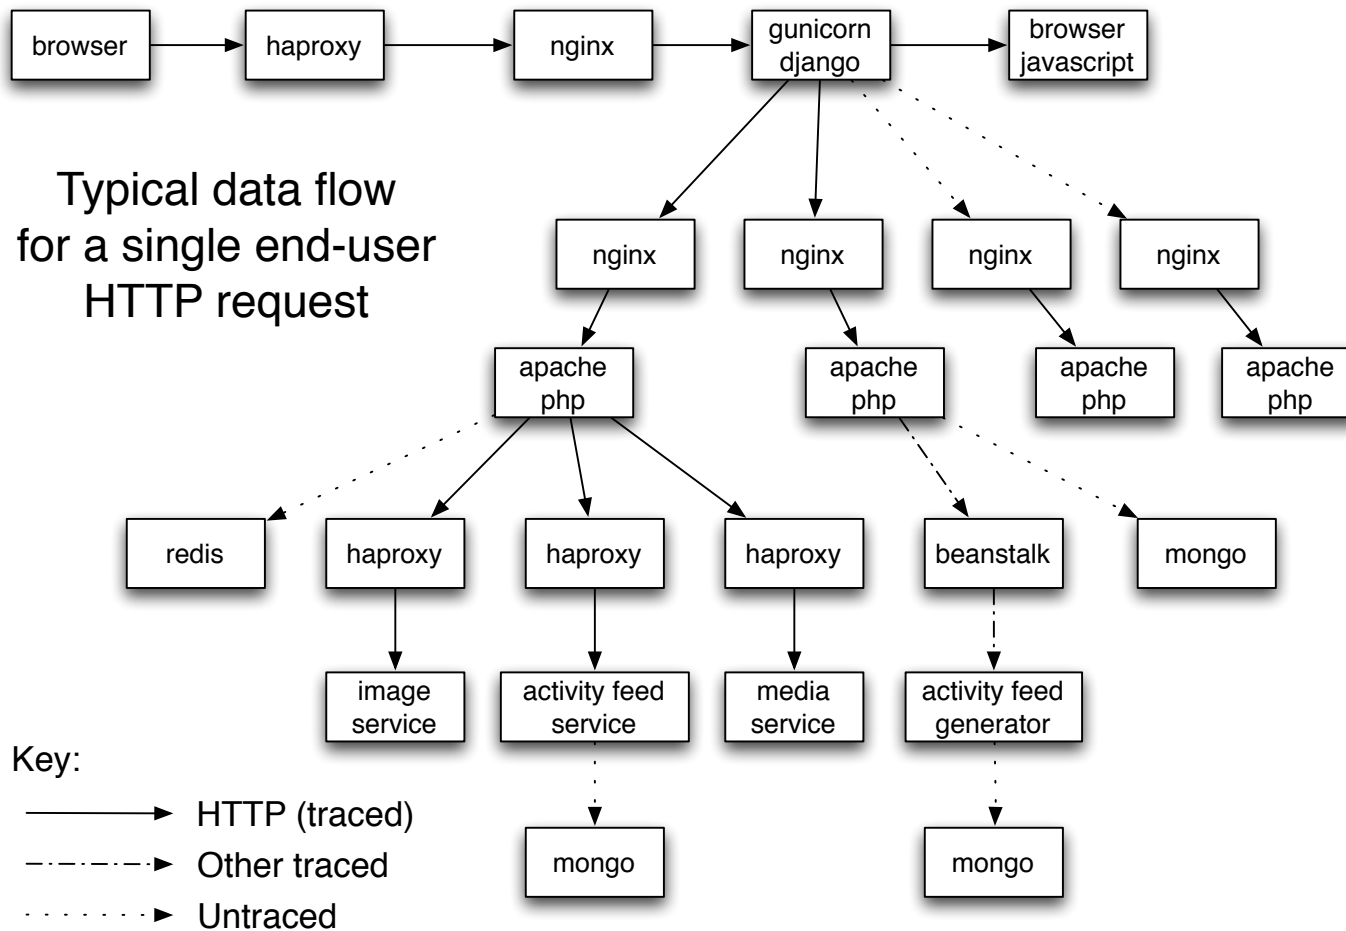 browser
haproxy
nginx
gunicorn
django
browser
javascript
Typical data flow
for a single end-user
HTTP request
nginx
nginx
nginx
nginx
apache
php
apache
php
apache
php
apache
php
redis
haproxy
haproxy
haproxy
beanstalk
mongo
image
service
activity feed
service
media
service
activity feed
generator
Key:
HTTP (traced)
Other traced
Untraced
mongo
mongo